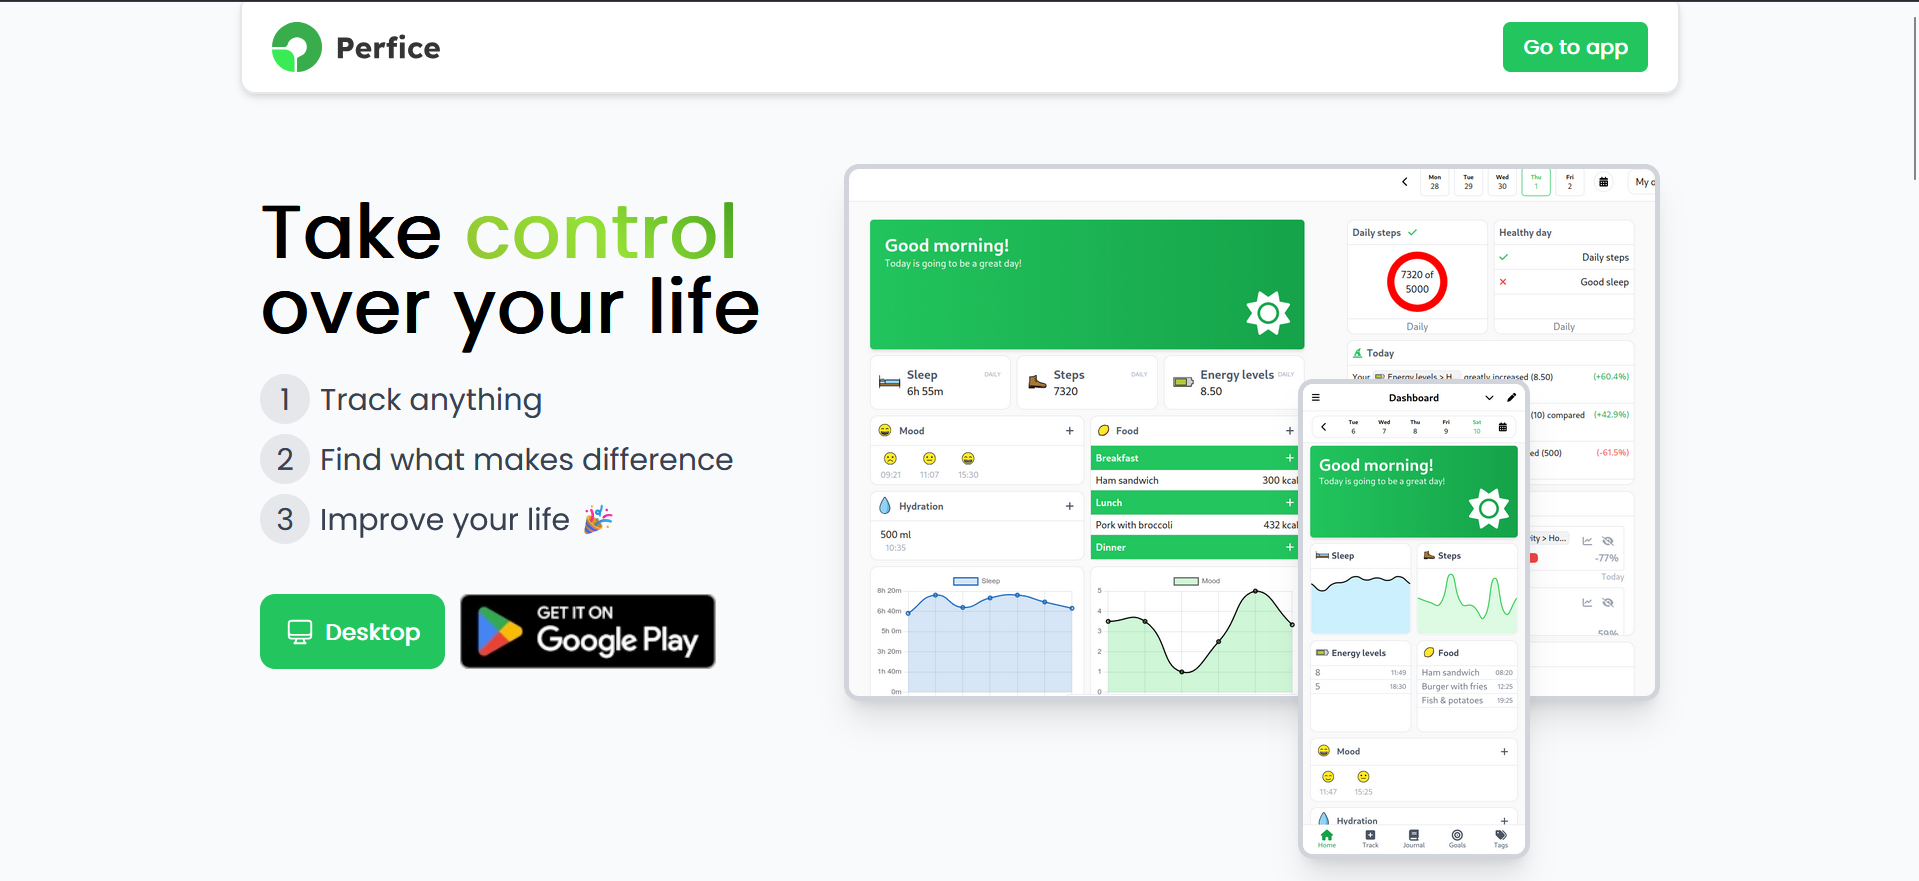 Perfice
Go to app
Take control
over your life
1 Track anything
2 Find what makes difference
3 Improve your life
Desktop
GET IT ON
Google Play
Mon Tue Wed Thu Fri
28 29 30 1 2
My
Good morning!
Today is going to be a great day!
Sleep DAILY
6h 55m
Steps DAILY
7320
Energy levels DAILY
8.50
Mood
09:21 11:07 15:30
Hydration
500 ml
10:35
Food
Breakfast
Ham sandwich 300 kcal
Lunch
Pork with broccoli 432 kcal
Dinner
Sleep
8h 20m
6h 40m
5h 0m
3h 20m
1h 40m
0m
Mood
5
4
3
2
1
0
Daily steps
7320 of
5000
Daily
Healthy day
Daily steps
Good sleep
Daily
Today
Your Energy levels > H... greatly increased (8.50) (+60.4%)
(10) compared (+42.9%)
ed (500) (-61.5%)
ity > Ho...
-77%
Today
59%
Dashboard
Tue Wed Thu Fri Sat
6 7 8 9 10
Good morning!
Today is going to be a great day!
Sleep
Steps
Energy levels
8 11:49
5 18:30
Food
Ham sandwich 08:20
Burger with fries 12:25
Fish & potatoes 19:25
Mood
11:47 15:25
Hydration
Home Track Journal Goals Tags